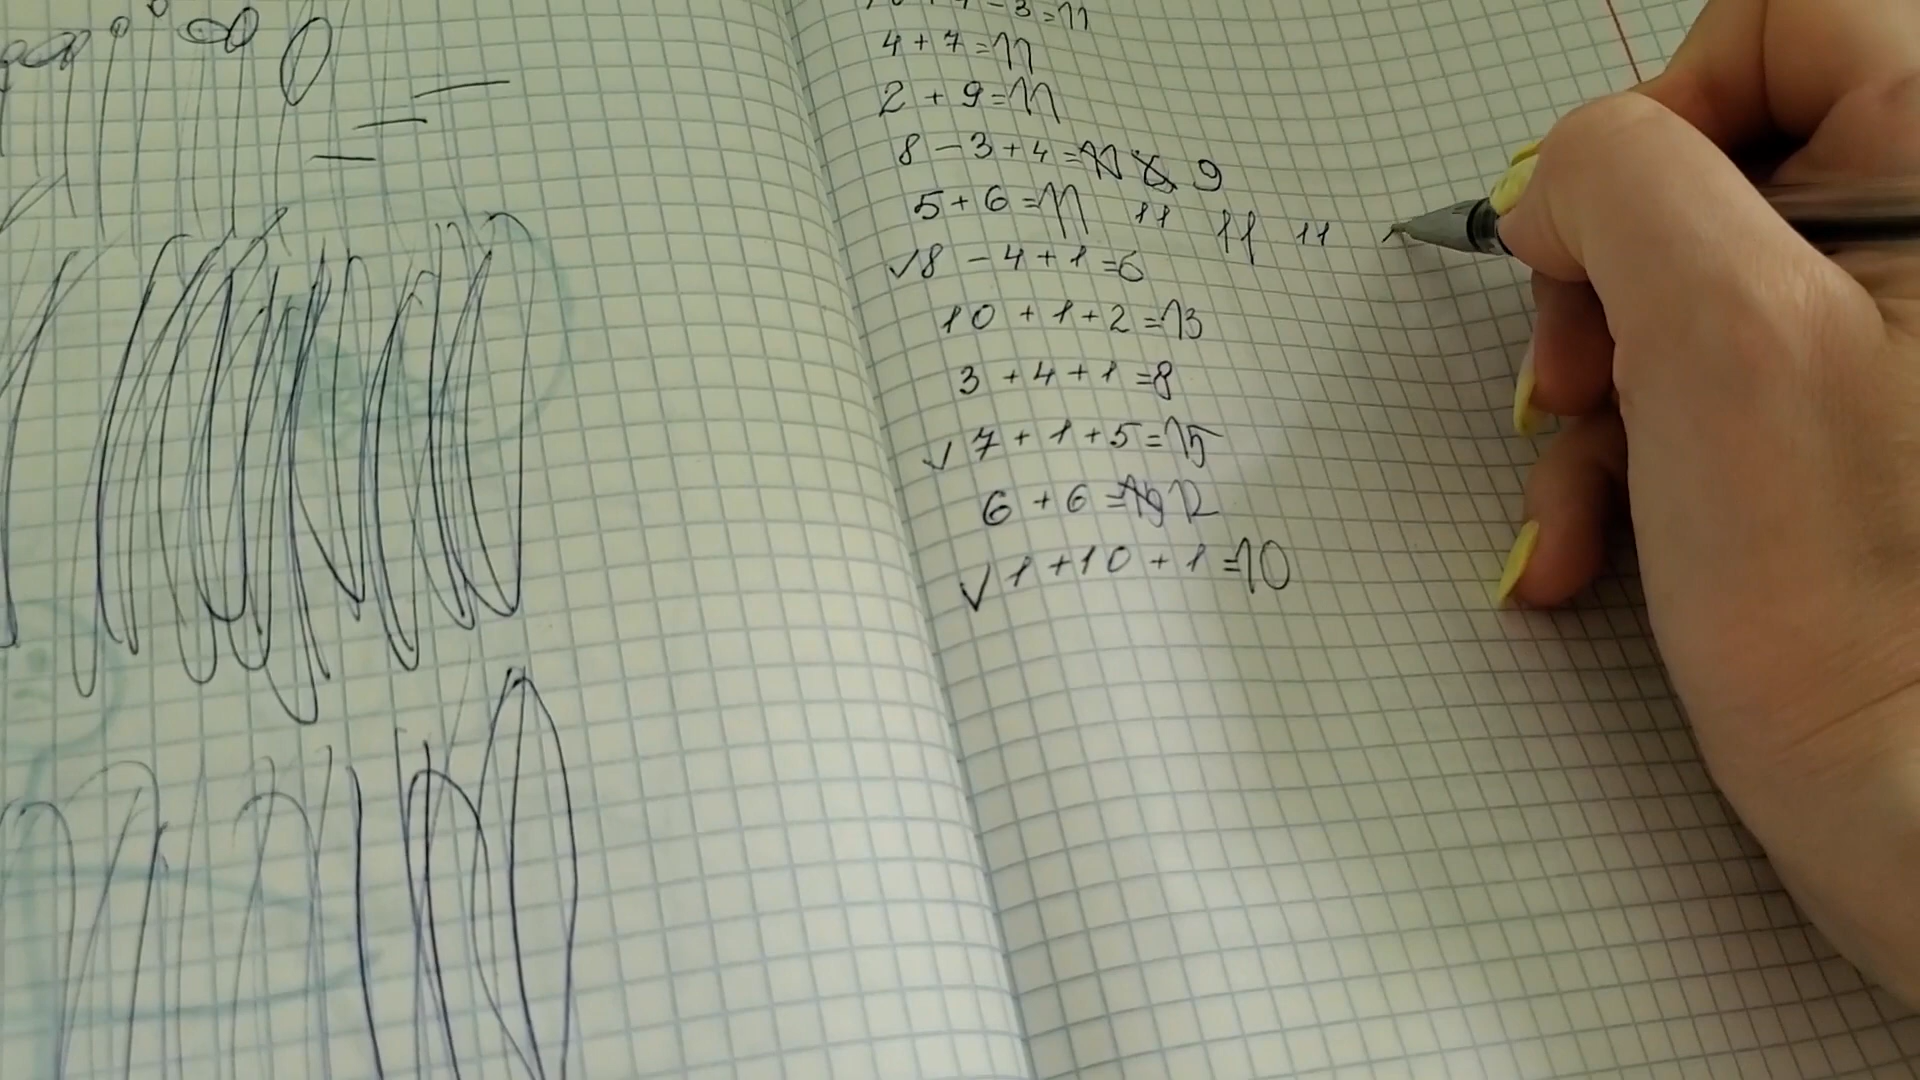 - 3 = 11
4 + 7 = 11
2 + 9 = 11
8 - 3 + 4 = 9
5 + 6 = 11 11 11 11
✓ 8 - 4 + 1 = 6
10 + 1 + 2 = 13
3 + 4 + 1 = 8
✓ 7 + 1 + 5 = 15
6 + 6 = 12
✓ 1 + 10 + 1 = 10